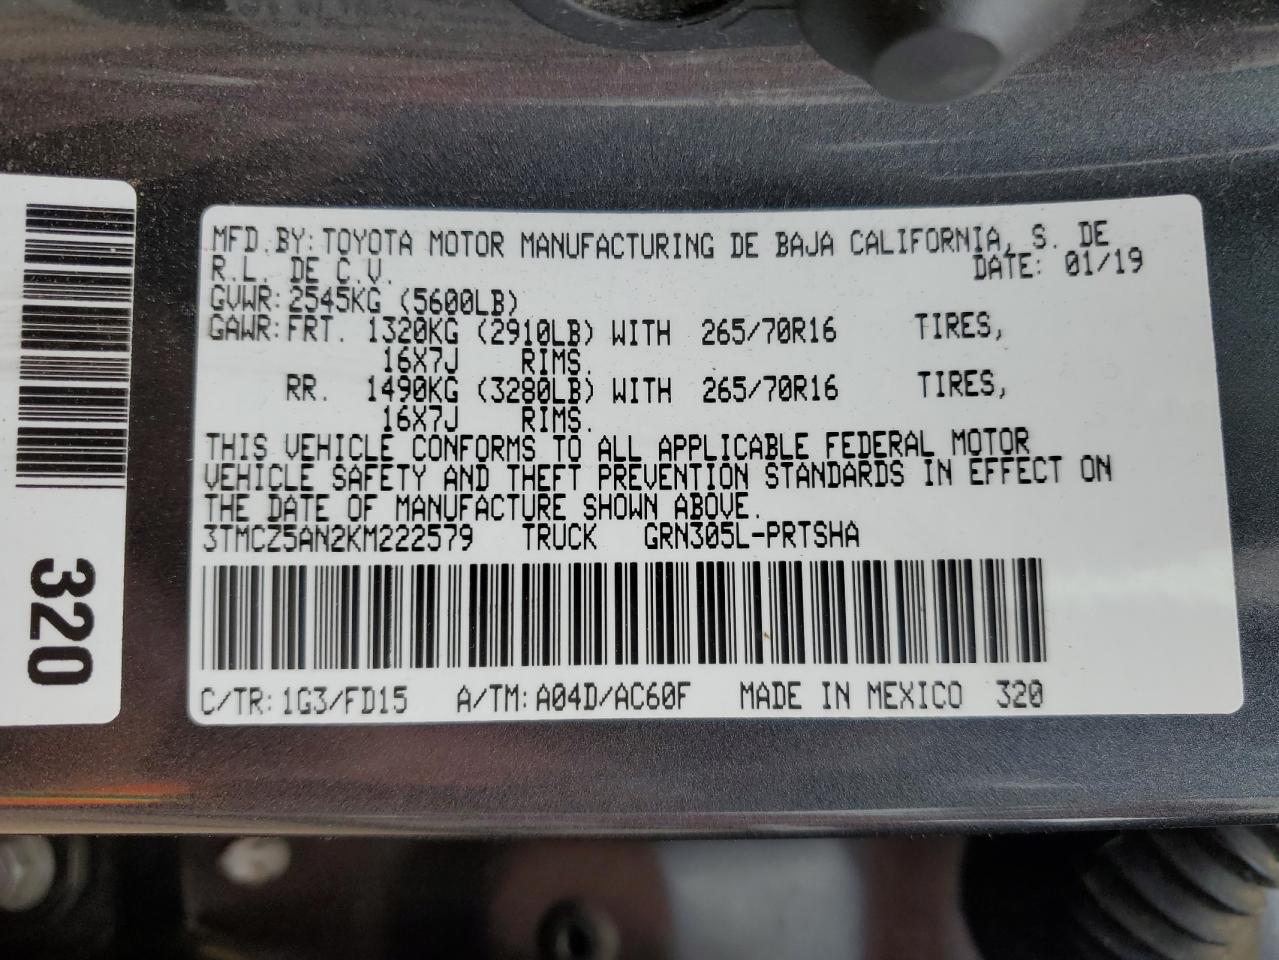 MFD.BY:TOYOTA MOTOR MANUFACTURING DE BAJA CALIFORNIA, S. DE
R.L. DE C.V. DATE: 01/19
GVWR:2545KG (5600LB)
GAWR:FRT. 1320KG (2910LB) WITH 265/70R16 TIRES,
16X7J RIMS.
RR. 1490KG (3280LB) WITH 265/70R16 TIRES,
16X7J RIMS.
THIS VEHICLE CONFORMS TO ALL APPLICABLE FEDERAL MOTOR
VEHICLE SAFETY AND THEFT PREVENTION STANDARDS IN EFFECT ON
THE DATE OF MANUFACTURE SHOWN ABOVE.
3TMCZ5AN2KM222579 TRUCK GRN305L-PRTSHA
C/TR:1G3/FD15 A/TM:A04D/AC60F MADE IN MEXICO 320
320